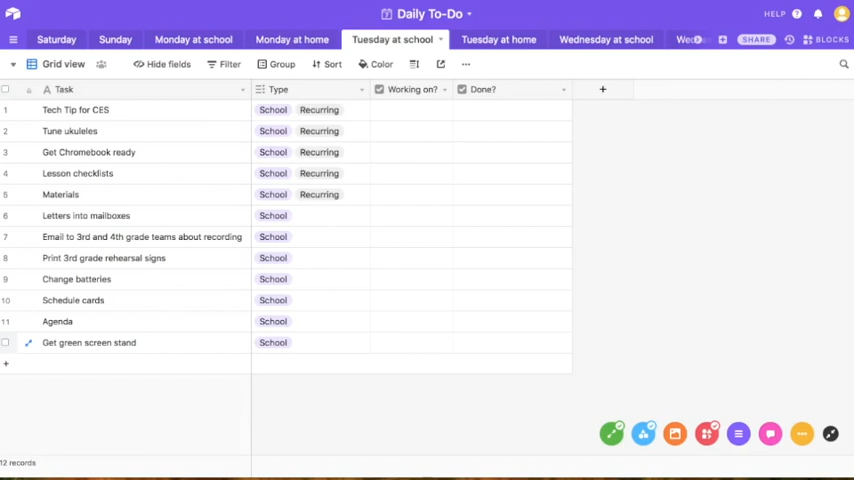 Daily To-Do
HELP
Saturday
Sunday
Monday at school
Monday at home
Tuesday at school
Tuesday at home
Wednesday at school
SHARE
BLOCKS
Grid view
Hide fields
Filter
Group
Sort
Color
Task
Type
Working on?
Done?
1 Tech Tip for CES School Recurring
2 Tune ukuleles School Recurring
3 Get Chromebook ready School Recurring
4 Lesson checklists School Recurring
5 Materials School Recurring
6 Letters into mailboxes School
7 Email to 3rd and 4th grade teams about recording School
8 Print 3rd grade rehearsal signs School
9 Change batteries School
10 Schedule cards School
11 Agenda School
Get green screen stand School
12 records